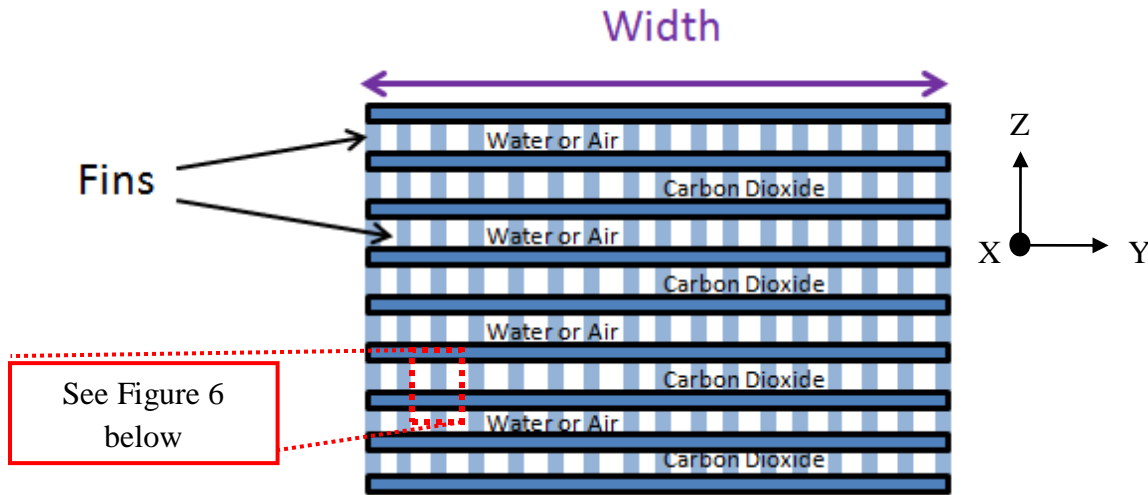 Width
Water or Air
Carbon Dioxide
Fins
Water or Air
Carbon Dioxide
Water or Air
Carbon Dioxide
Water or Air
Carbon Dioxide
Z
X
Y
See Figure 6
below